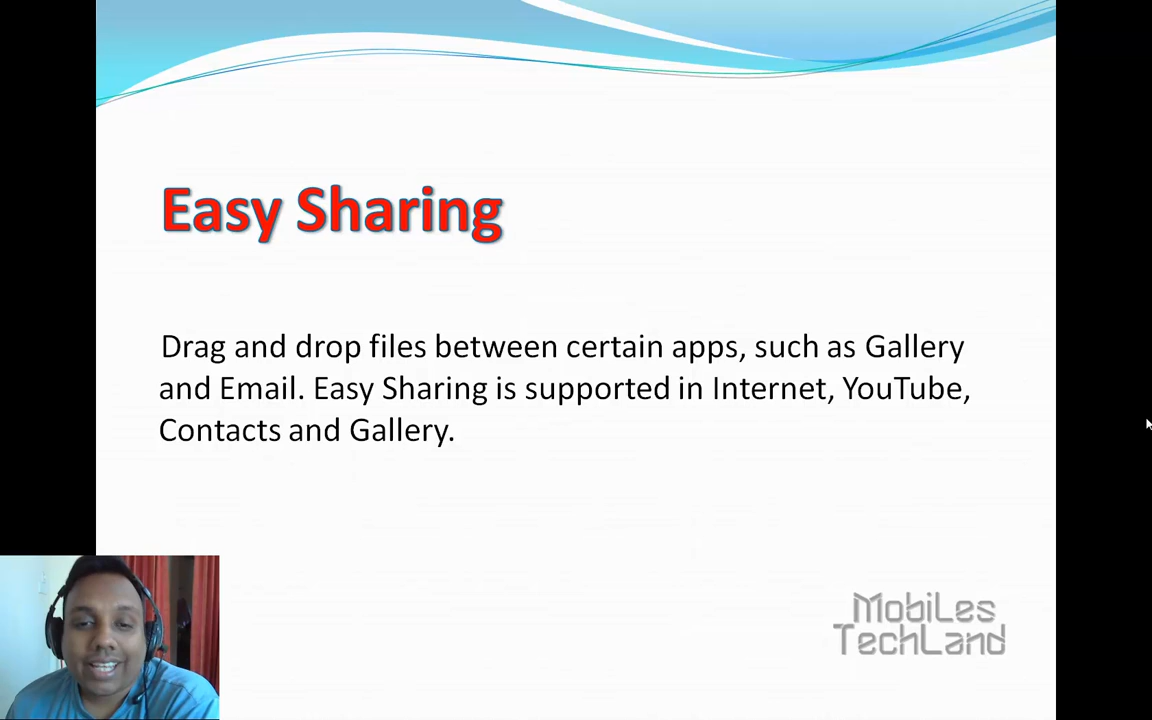 Easy Sharing
Drag and drop files between certain apps, such as Gallery
and Email. Easy Sharing is supported in Internet, YouTube,
Contacts and Gallery.
MobiLes
TechLand